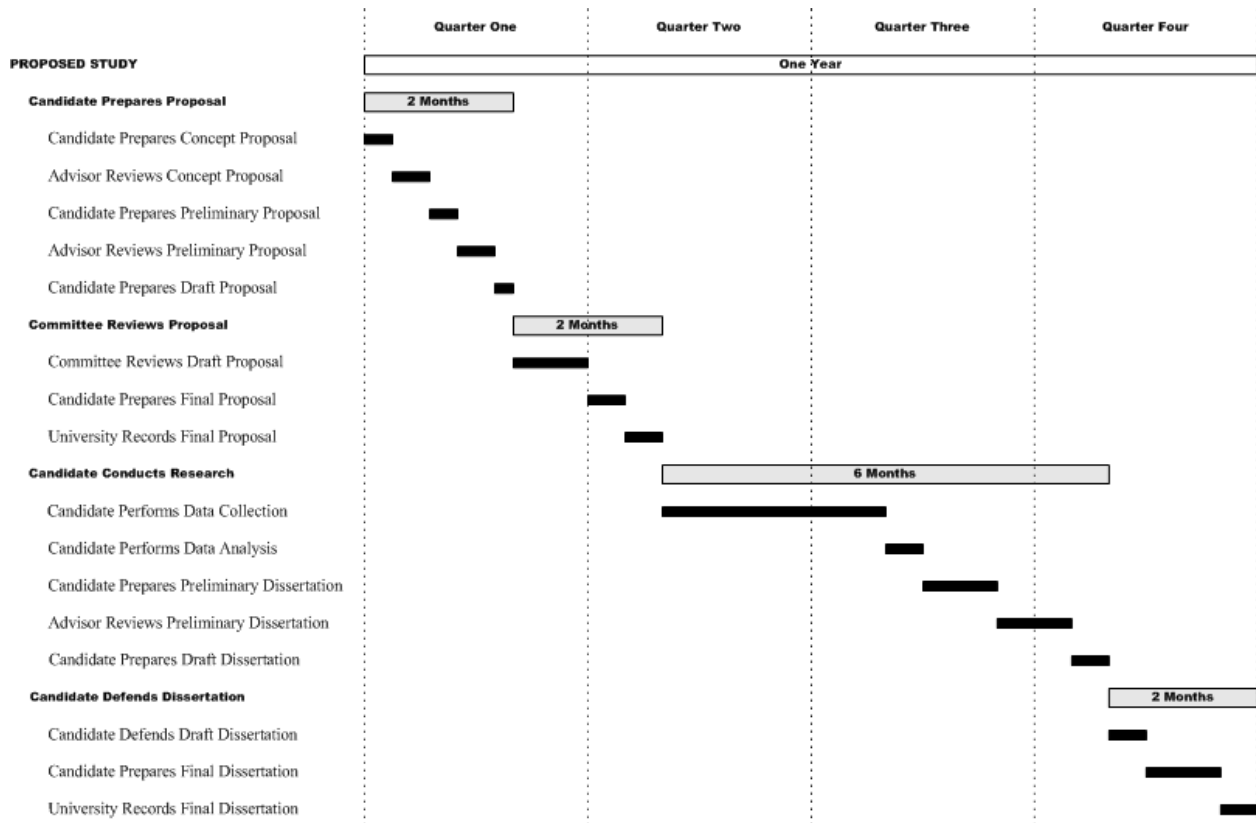 Quarter One Quarter Two Quarter Three Quarter Four
PROPOSED STUDY One Year
Candidate Prepares Proposal 2 Months
Candidate Prepares Concept Proposal
Advisor Reviews Concept Proposal
Candidate Prepares Preliminary Proposal
Advisor Reviews Preliminary Proposal
Candidate Prepares Draft Proposal
Committee Reviews Proposal 2 Months
Committee Reviews Draft Proposal
Candidate Prepares Final Proposal
University Records Final Proposal
Candidate Conducts Research 6 Months
Candidate Performs Data Collection
Candidate Performs Data Analysis
Candidate Prepares Preliminary Dissertation
Advisor Reviews Preliminary Dissertation
Candidate Prepares Draft Dissertation
Candidate Defends Dissertation 2 Months
Candidate Defends Draft Dissertation
Candidate Prepares Final Dissertation
University Records Final Dissertation